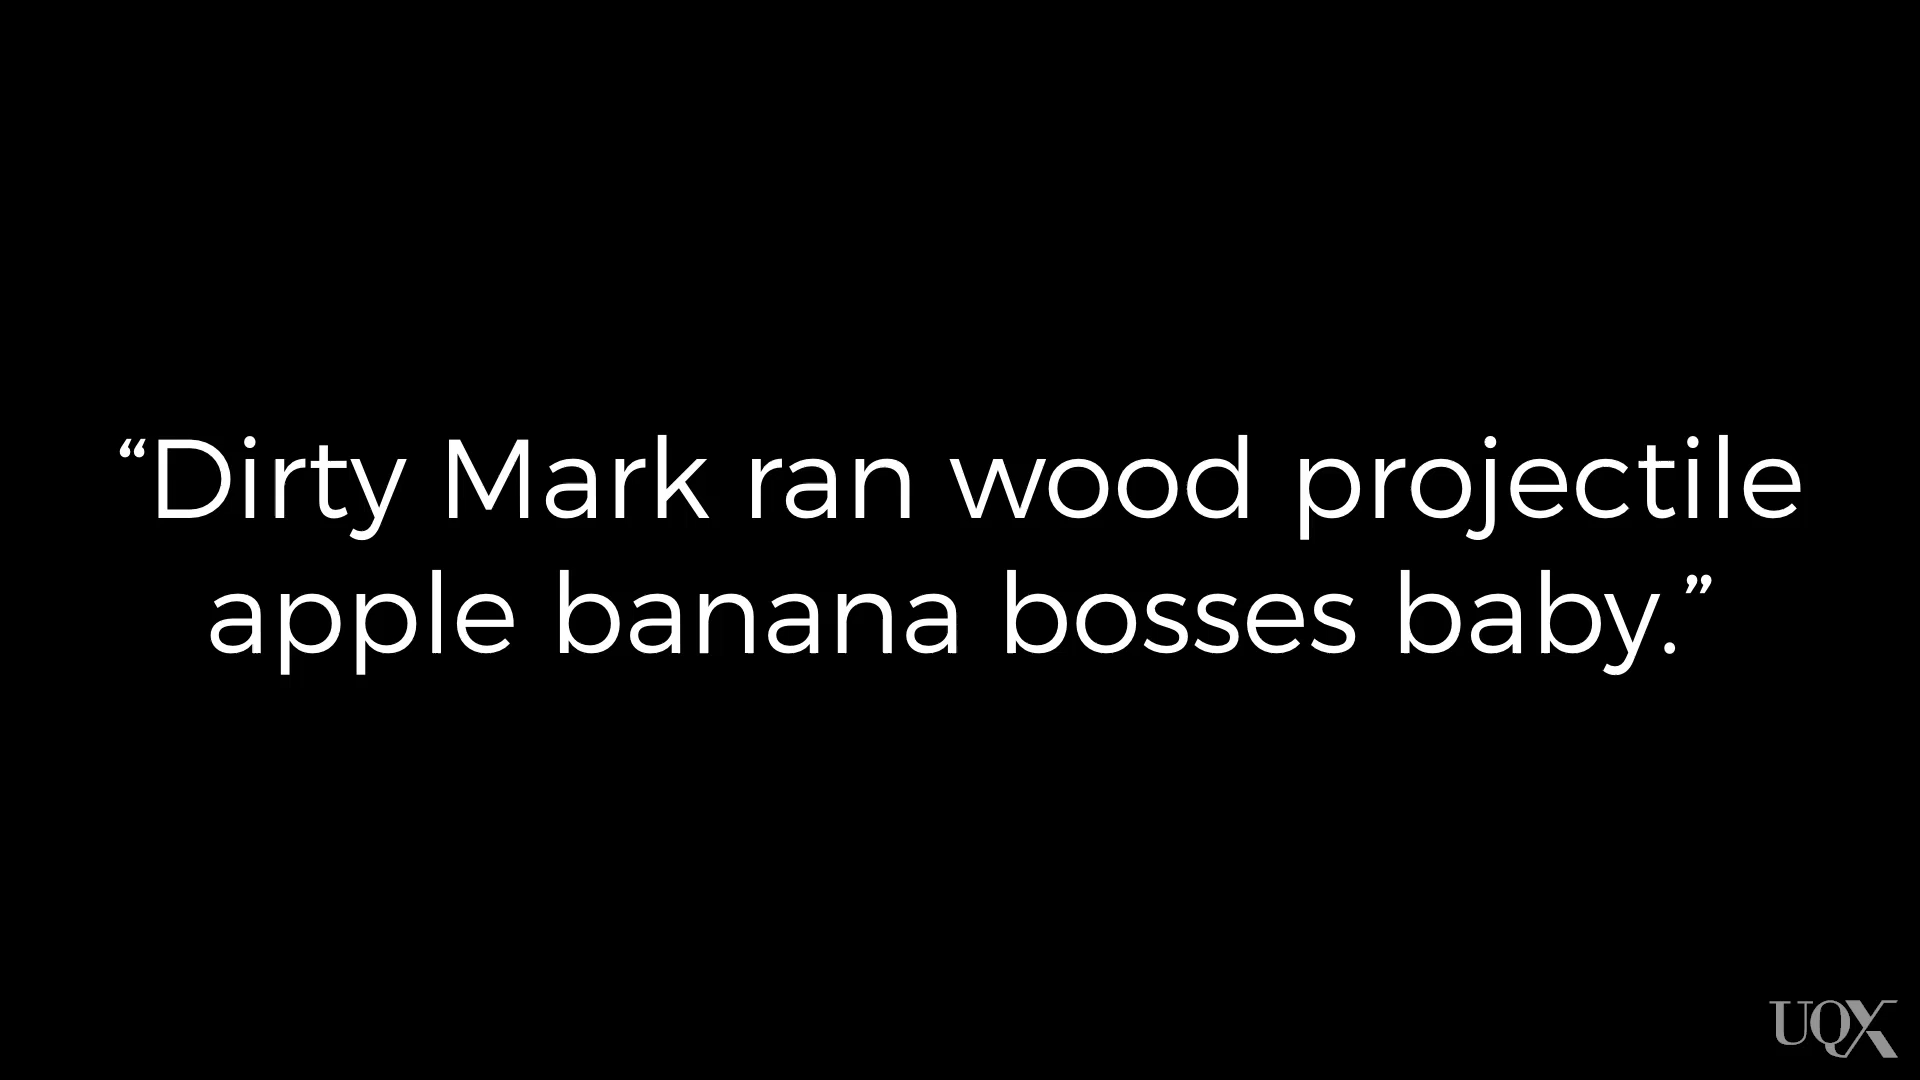 “Dirty Mark ran wood projectile
apple banana bosses baby.”
UQX